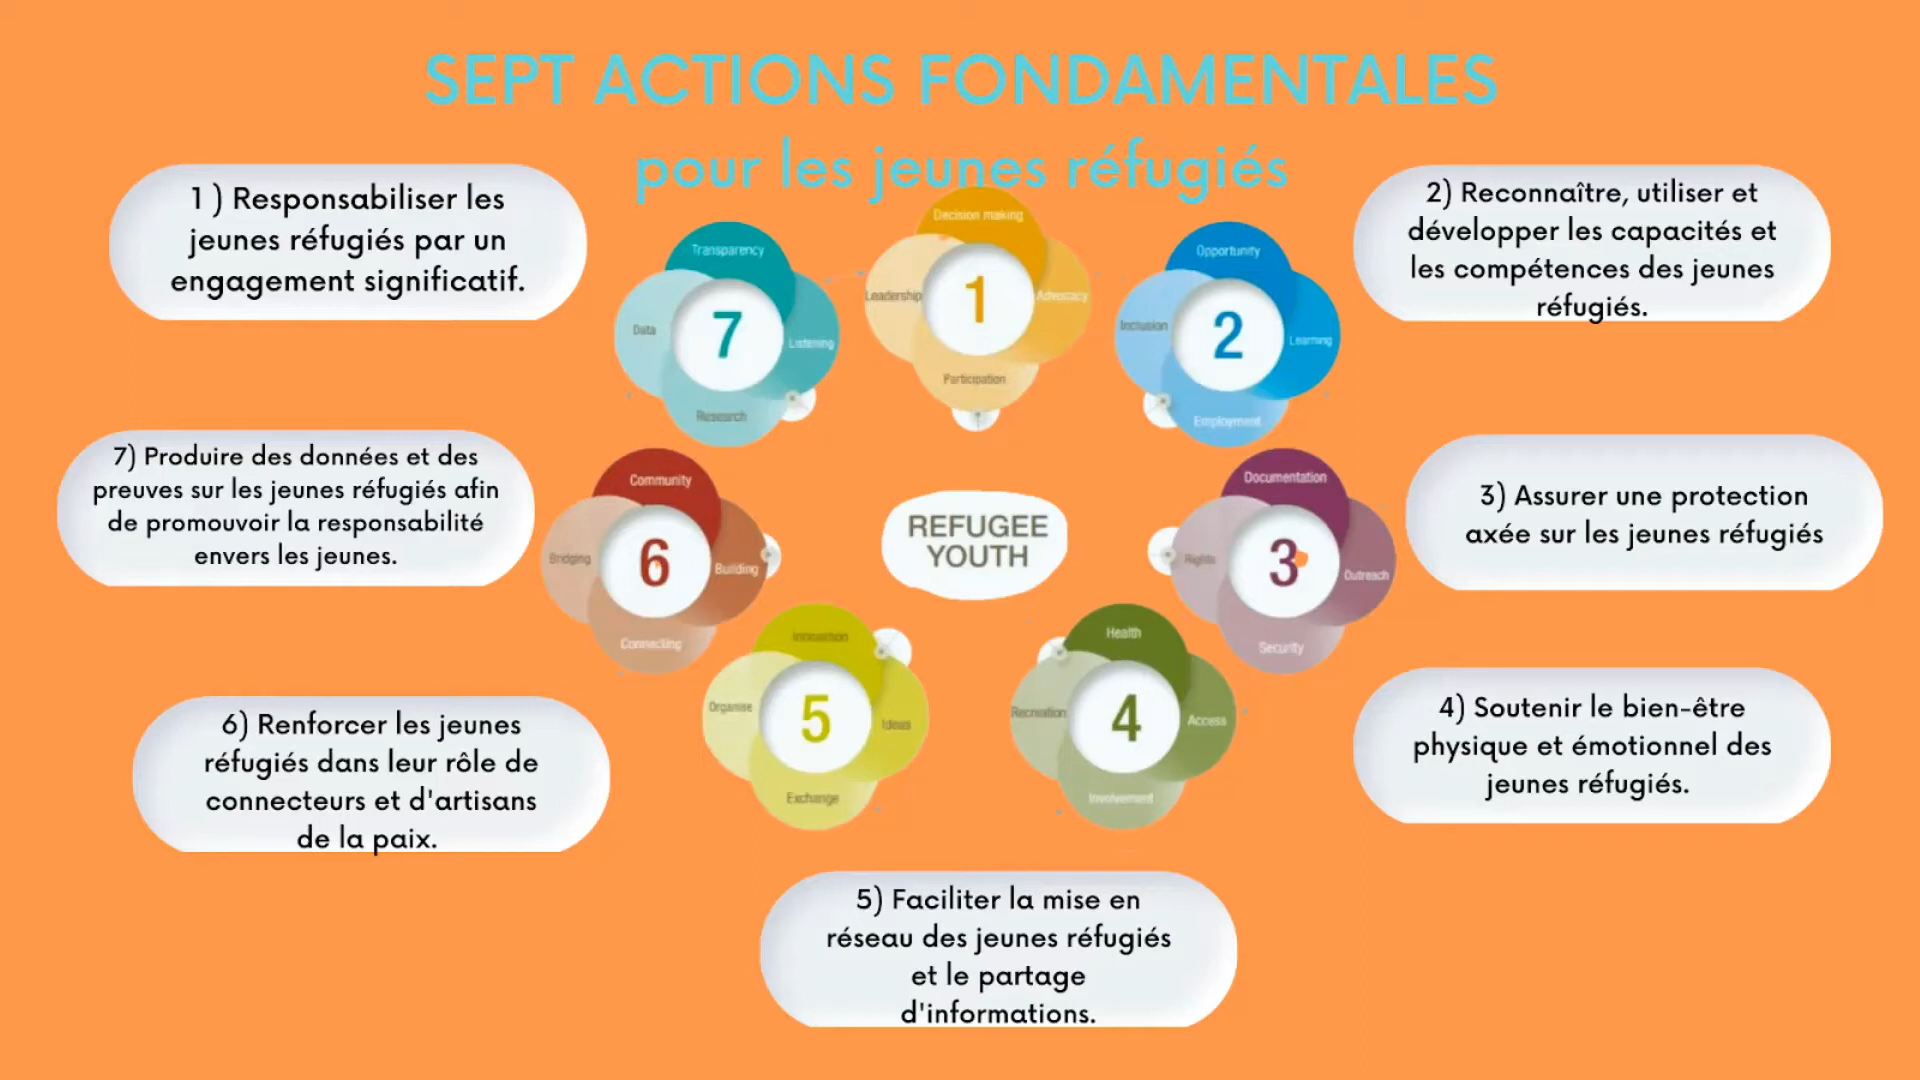 SEPT ACTIONS FONDAMENTALES
pour les jeunes réfugiés
1 ) Responsabiliser les
jeunes réfugiés par un
engagement significatif.
2) Reconnaître, utiliser et
développer les capacités et
les compétences des jeunes
réfugiés.
3) Assurer une protection
axée sur les jeunes réfugiés
4) Soutenir le bien-être
physique et émotionnel des
jeunes réfugiés.
5) Faciliter la mise en
réseau des jeunes réfugiés
et le partage
d'informations.
6) Renforcer les jeunes
réfugiés dans leur rôle de
connecteurs et d'artisans
de la paix.
7) Produire des données et des
preuves sur les jeunes réfugiés afin
de promouvoir la responsabilité
envers les jeunes.
REFUGEE
YOUTH
Decision making
Leadership
1
Advocacy
Participation
Opportunity
Inclusion
2
Learning
Employment
Documentation
Rights
3
Outreach
Security
Health
Recreation
4
Access
Involvement
Innovation
Organise
5
Ideas
Exchange
Community
Bridging
6
Building
Connecting
Transparency
Data
7
Listening
Research